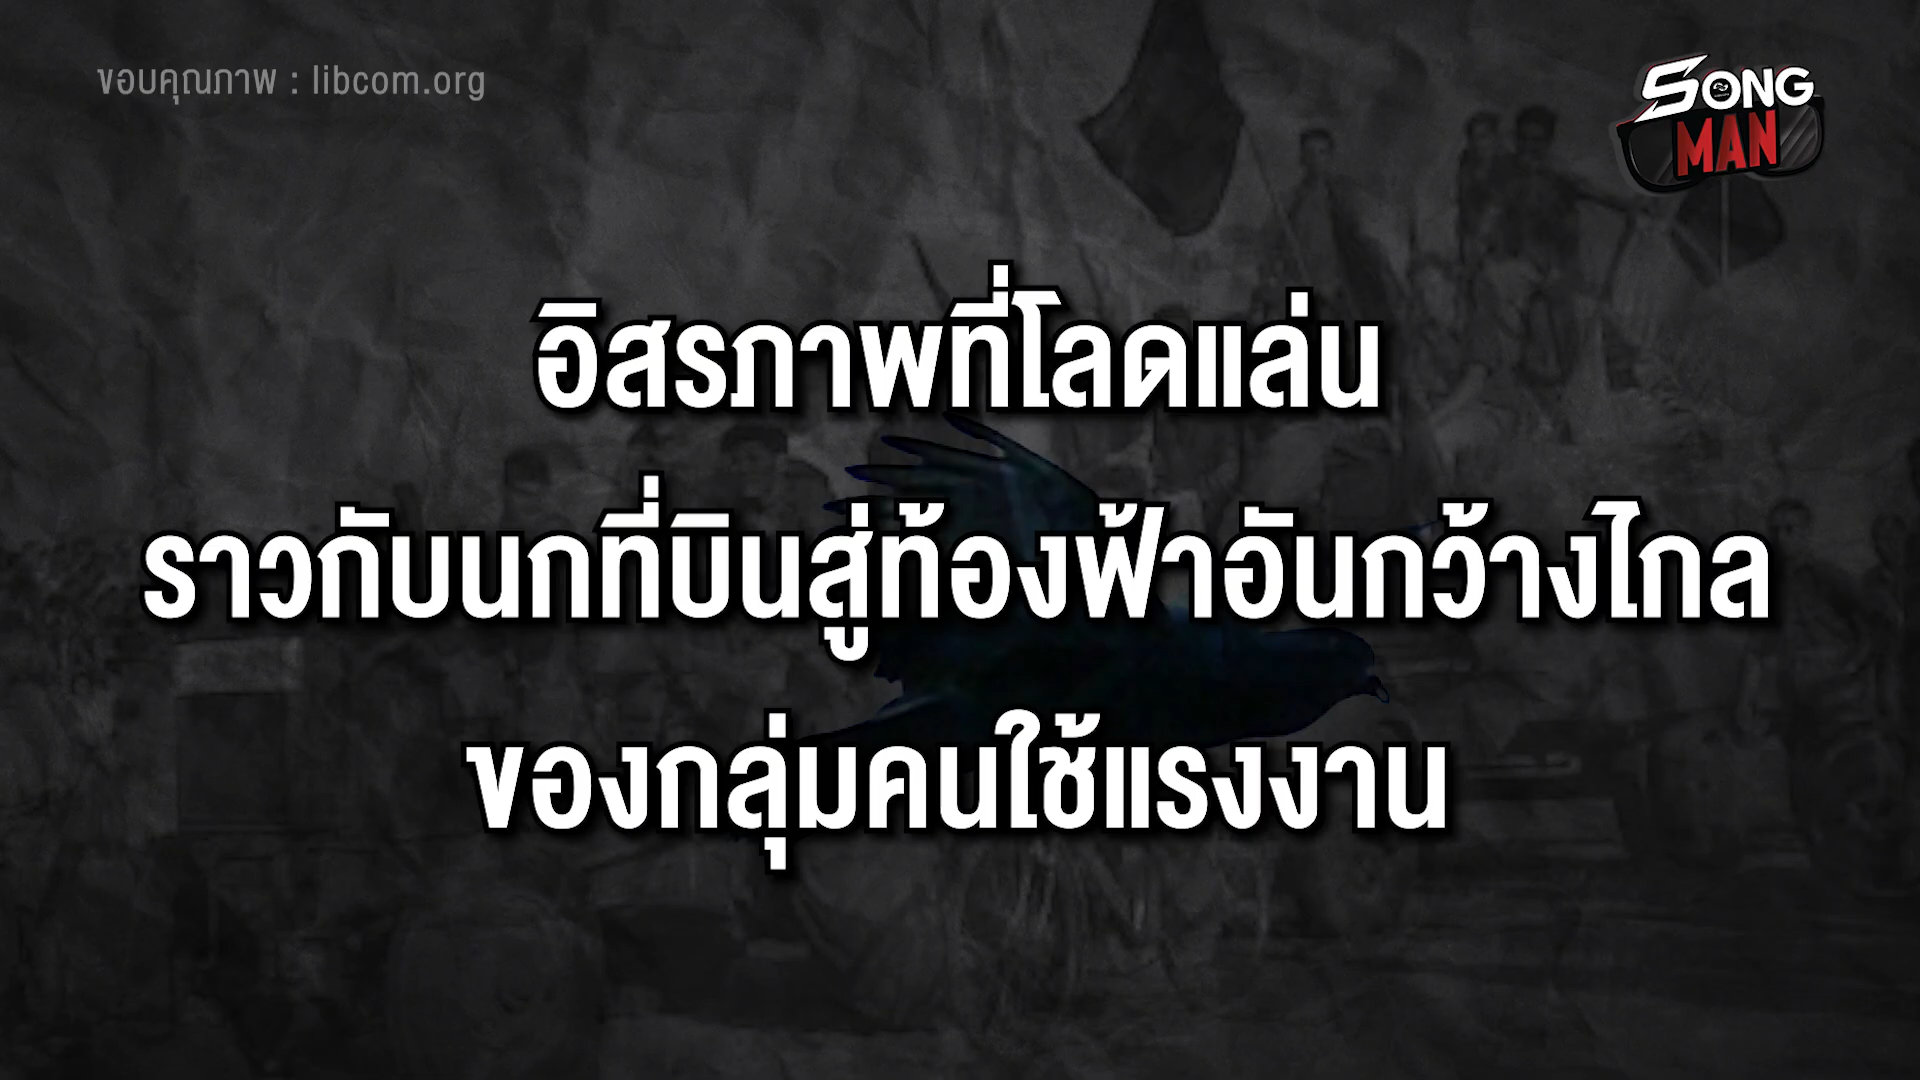 ขอบคุณภาพ : libcom.org
SONG
MAN
อิสรภาพที่โลดแล่น
ราวกับนกที่บินสู่ท้องฟ้าอันกว้างไกล
ของกลุ่มคนใช้แรงงาน